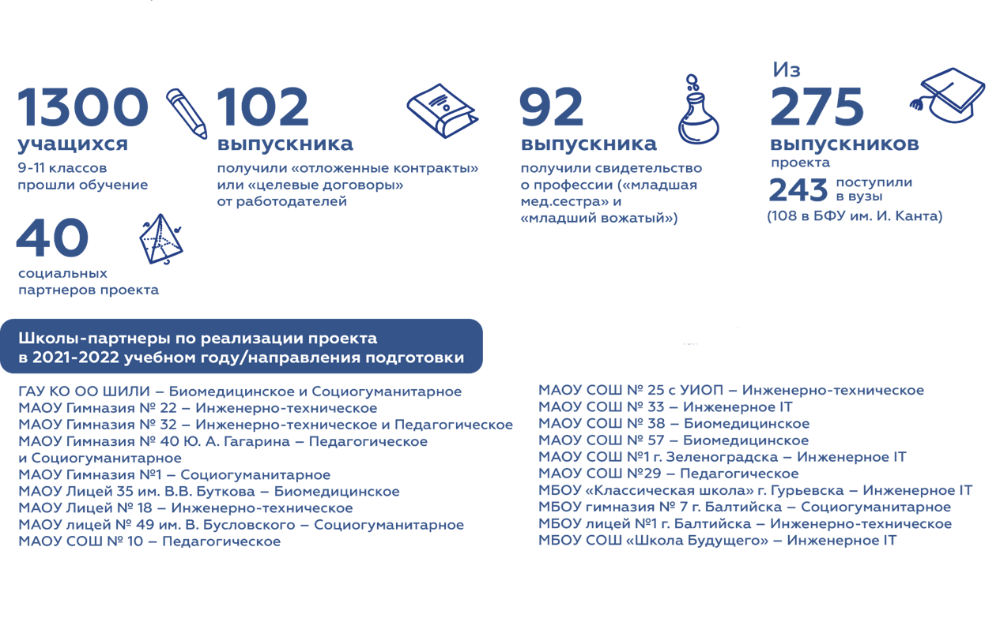 1300
учащихся
9-11 классов
прошли обучение
102
выпускника
получили «отложенные контракты»
или «целевые договоры»
от работодателей
92
выпускника
получили свидетельство
о профессии («младшая
мед.сестра» и
«младший вожатый»)
Из
275
выпускников
проекта
243 поступили
в вузы
(108 в БФУ им. И. Канта)
40
социальных
партнеров проекта
Школы-партнеры по реализации проекта
в 2021-2022 учебном году/направления подготовки
ГАУ КО ОО ШИЛИ – Биомедицинское и Социогуманитарное
МАОУ Гимназия № 22 – Инженерно-техническое
МАОУ Гимназия № 32 – Инженерно-техническое и Педагогическое
МАОУ Гимназия № 40 Ю. А. Гагарина – Педагогическое
и Социогуманитарное
МАОУ Гимназия №1 – Социогуманитарное
МАОУ Лицей 35 им. В.В. Буткова – Биомедицинское
МАОУ Лицей № 18 – Инженерно-техническое
МАОУ лицей № 49 им. В. Бусловского – Социогуманитарное
МАОУ СОШ № 10 – Педагогическое
МАОУ СОШ № 25 с УИОП – Инженерно-техническое
МАОУ СОШ № 33 – Инженерное IT
МАОУ СОШ № 38 – Биомедицинское
МАОУ СОШ № 57 – Биомедицинское
МАОУ СОШ №1 г. Зеленоградска – Инженерное IT
МАОУ СОШ №29 – Педагогическое
МБОУ «Классическая школа» г. Гурьевска – Инженерное IT
МБОУ гимназия № 7 г. Балтийска – Социогуманитарное
МБОУ лицей №1 г. Балтийска – Инженерно-техническое
МБОУ СОШ «Школа Будущего» – Инженерное IT